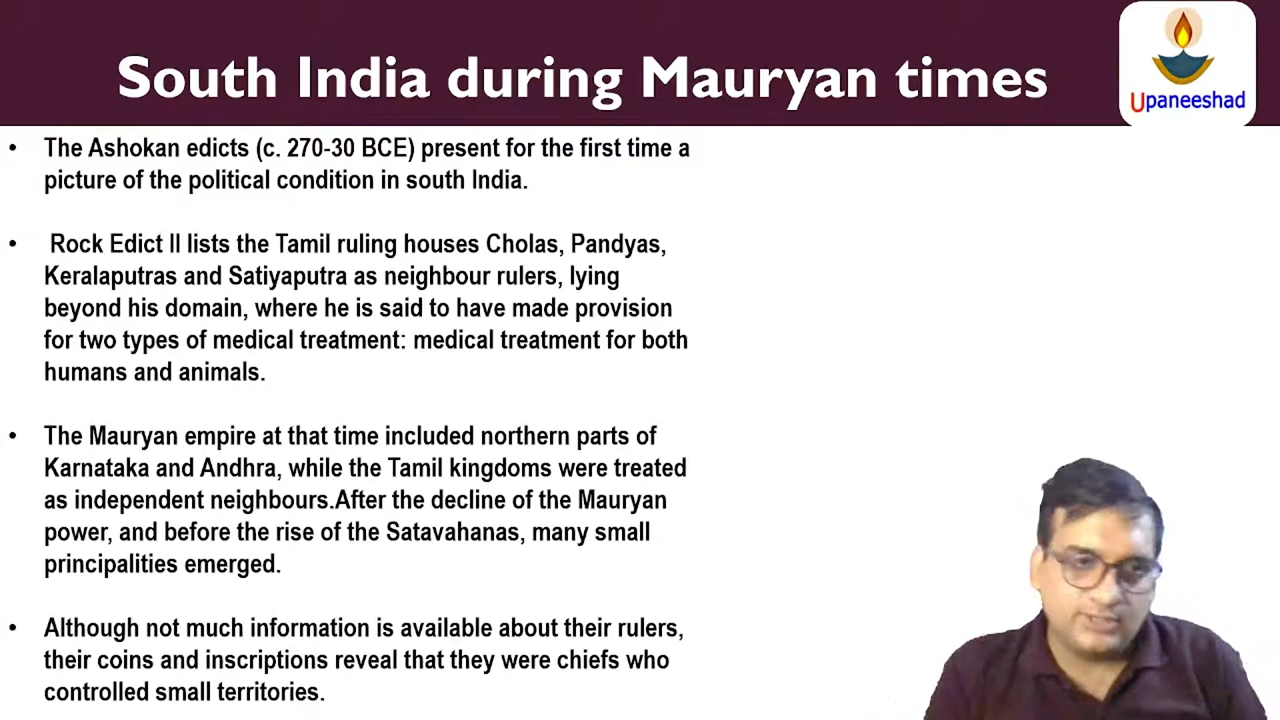 South India during Mauryan times
Upaneeshad
• The Ashokan edicts (c. 270-30 BCE) present for the first time a
picture of the political condition in south India.
• Rock Edict II lists the Tamil ruling houses Cholas, Pandyas,
Keralaputras and Satiyaputra as neighbour rulers, lying
beyond his domain, where he is said to have made provision
for two types of medical treatment: medical treatment for both
humans and animals.
• The Mauryan empire at that time included northern parts of
Karnataka and Andhra, while the Tamil kingdoms were treated
as independent neighbours.After the decline of the Mauryan
power, and before the rise of the Satavahanas, many small
principalities emerged.
• Although not much information is available about their rulers,
their coins and inscriptions reveal that they were chiefs who
controlled small territories.